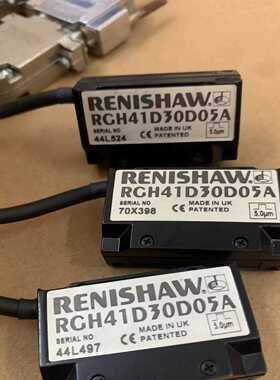 RENISHAW
RGH41D30D05A
SERIAL NO
44L524
CE MADE IN UK
PATENTED
5.0µm
RENISHAW
RGH41D30D05A
SERIAL NO
70X398
CE MADE IN UK
PATENTED
5.0µm
RENISHAW
RGH41D30D05A
SERIAL NO
44L497
CE MADE IN UK
PATENTED
5.0µm